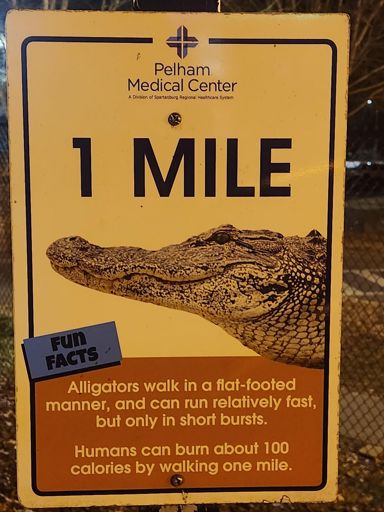 Pelham
Medical Center
A Division of Spartanburg Regional Healthcare System
1 MILE
FUN
FACTS
Alligators walk in a flat-footed
manner, and can run relatively fast,
but only in short bursts.
Humans can burn about 100
calories by walking one mile.